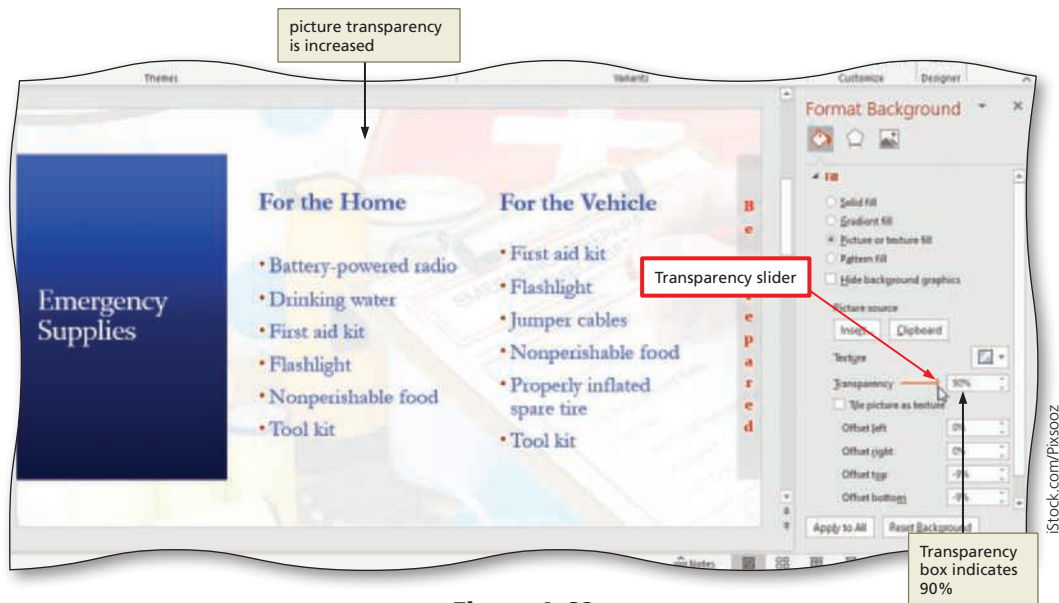 picture transparency
is increased
Themes
Variants
Customize
Designer
Format Background
Fill
Solid fill
Gradient fill
Picture or texture fill
Pattern fill
Hide background graphics
Picture source
Insert...
Clipboard
Texture
Transparency
90%
Tile picture as texture
Offset left
0%
Offset right
0%
Offset top
-9%
Offset bottom
-9%
Apply to All
Reset Background
Transparency slider
Emergency
Supplies
For the Home
• Battery-powered radio
• Drinking water
• First aid kit
• Flashlight
• Nonperishable food
• Tool kit
For the Vehicle
• First aid kit
• Flashlight
• Jumper cables
• Nonperishable food
• Properly inflated
spare tire
• Tool kit
B
e
r
e
p
a
r
e
d
Notes
Transparency
box indicates
90%
iStock.com/Pixsooz